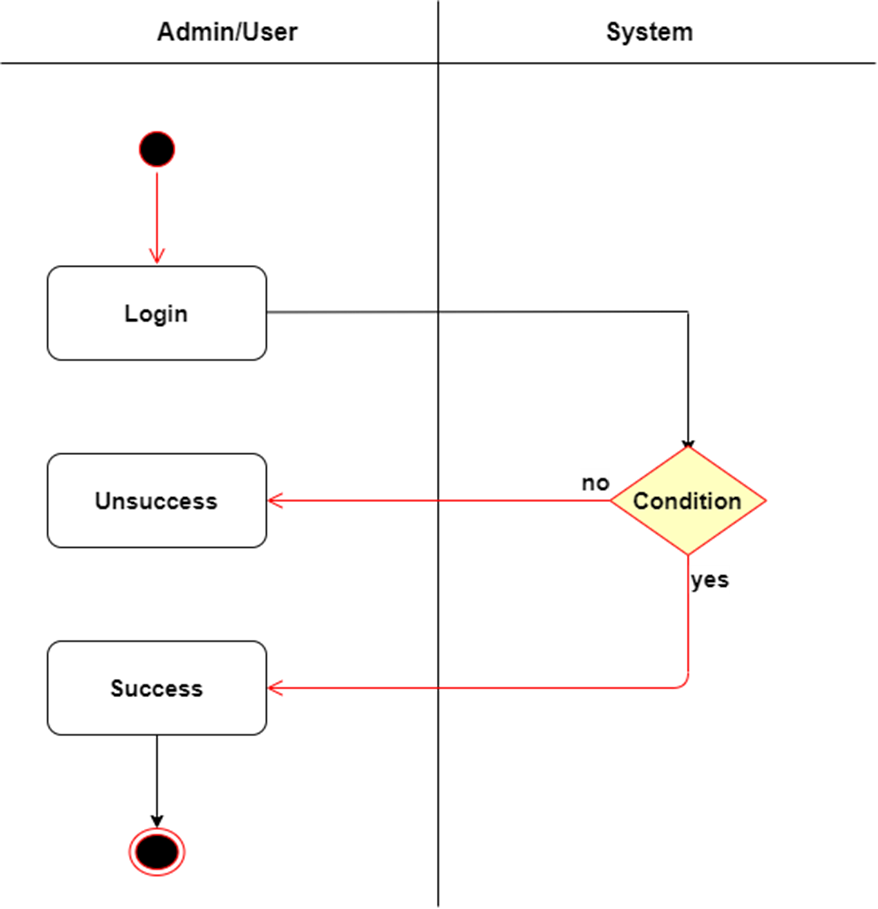 Admin/User
System
Login
no
Unsuccess
Condition
yes
Success